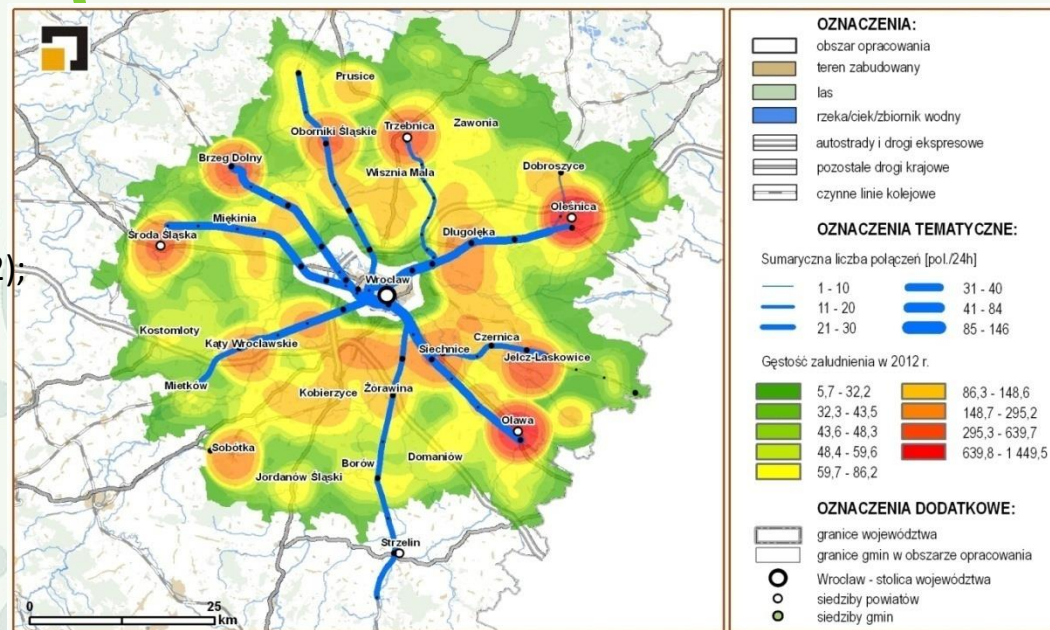 2);
Prusice
Oborniki Śląskie
Trzebnica
Zawonia
Brzeg Dolny
Wisznia Mala
Dobroszyce
Oleśnica
Miękinia
Środa Śląska
Długołęka
Wrocław
Kostomloty
Kąty Wrocławskie
Siechnice
Czernica
Jelcz-Laskowice
Mietków
Kobierzyce
Żórawina
Oława
Sobótka
Borów
Domaniów
Jordanów Śląski
Strzelin
0 25
km
OZNACZENIA:
obszar opracowania
teren zabudowany
las
rzeka/ciek/zbiornik wodny
autostrady i drogi ekspresowe
pozostałe drogi krajowe
czynne linie kolejowe
OZNACZENIA TEMATYCZNE:
Sumaryczna liczba połączeń [poł./24h]
1 - 10 31 - 40
11 - 20 41 - 84
21 - 30 85 - 146
Gęstość zaludnienia w 2012 r.
5,7 - 32,2 86,3 - 148,6
32,3 - 43,5 148,7 - 295,2
43,6 - 48,3 295,3 - 639,7
48,4 - 59,6 639,8 - 1 449,5
59,7 - 86,2
OZNACZENIA DODATKOWE:
granice województwa
granice gmin w obszarze opracowania
Wrocław - stolica województwa
siedziby powiatów
siedziby gmin